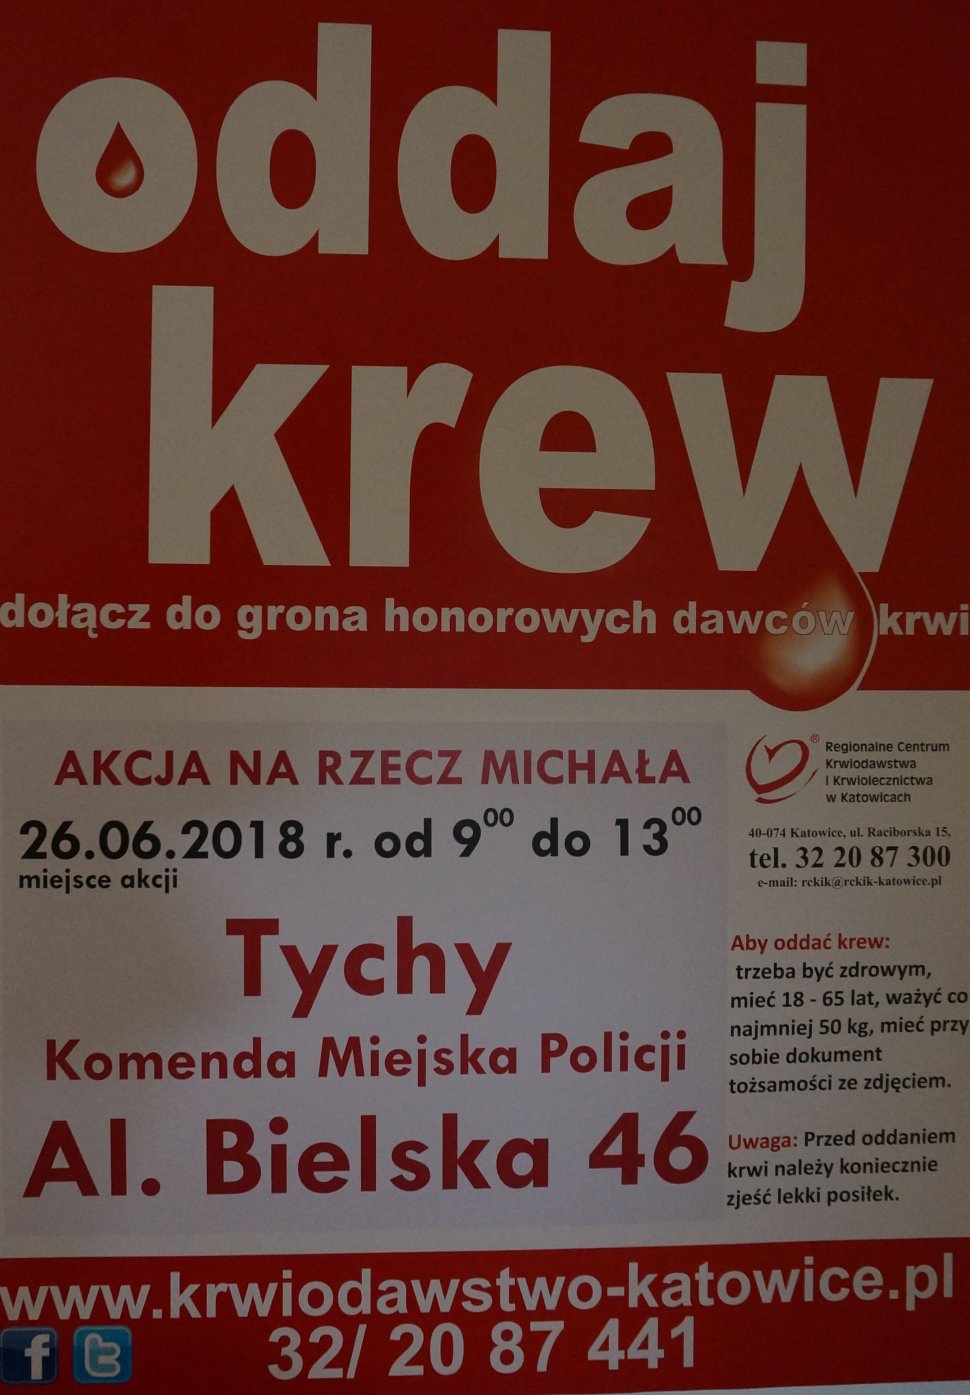 oddaj
krew
dołącz do grona honorowych dawców krwi
AKCJA NA RZECZ MICHAŁA
26.06.2018 r. od 9⁰⁰ do 13⁰⁰
miejsce akcji
Tychy
Komenda Miejska Policji
Al. Bielska 46
® Regionalne Centrum
Krwiodawstwa
i Krwiolecznictwa
w Katowicach
40-074 Katowice, ul. Raciborska 15,
tel. 32 20 87 300
e-mail: rckik@rckik-katowice.pl
Aby oddać krew:
trzeba być zdrowym,
mieć 18 - 65 lat, ważyć co
najmniej 50 kg, mieć przy
sobie dokument
tożsamości ze zdjęciem.
Uwaga: Przed oddaniem
krwi należy koniecznie
zjeść lekki posiłek.
www.krwiodawstwo-katowice.pl
f t 32/ 20 87 441